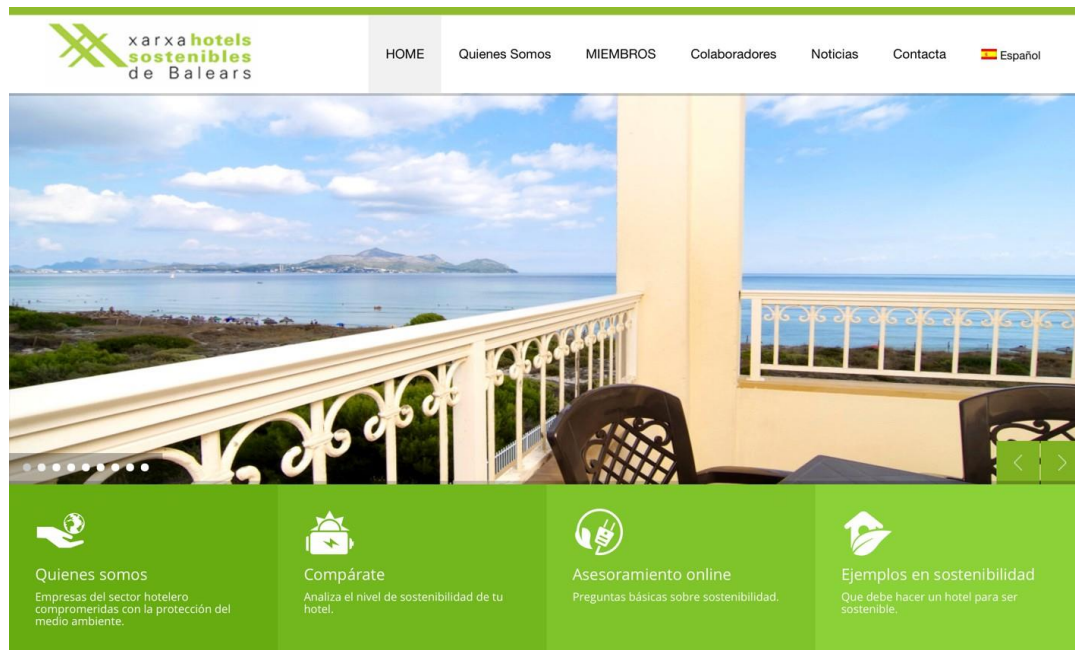 xarxa hotels
sostenibles
de Balears
HOME Quienes Somos MIEMBROS Colaboradores Noticias Contacta Español
Quienes somos
Empresas del sector hotelero
compromeridas con la protección del
medio ambiente.
Compárate
Analiza el nivel de sostenibilidad de tu
hotel.
Asesoramiento online
Preguntas básicas sobre sostenibilidad.
Ejemplos en sostenibilidad
Que debe hacer un hotel para ser
sostenible.